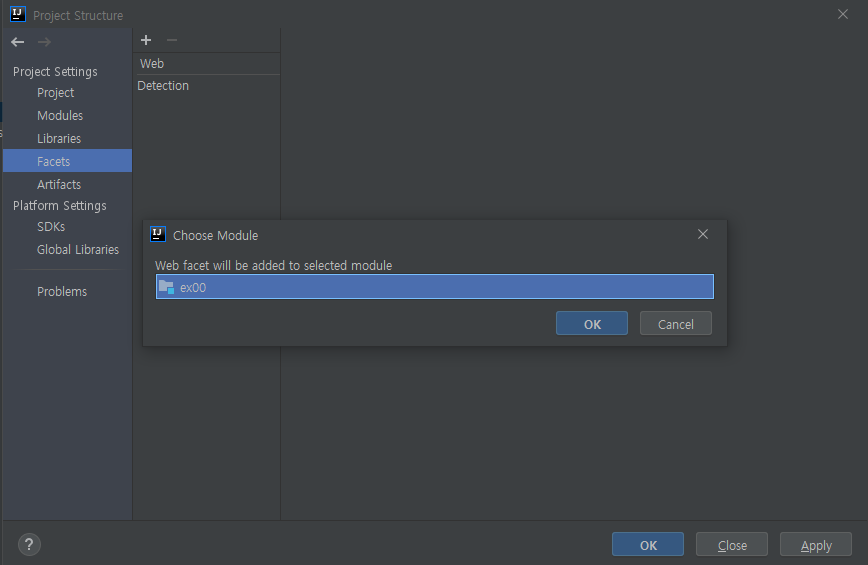 Project Structure
Project Settings
Project
Modules
Libraries
Facets
Artifacts
Platform Settings
SDKs
Global Libraries
Problems
Web
Detection
Choose Module
Web facet will be added to selected module
ex00
OK
Cancel
?
OK
Close
Apply